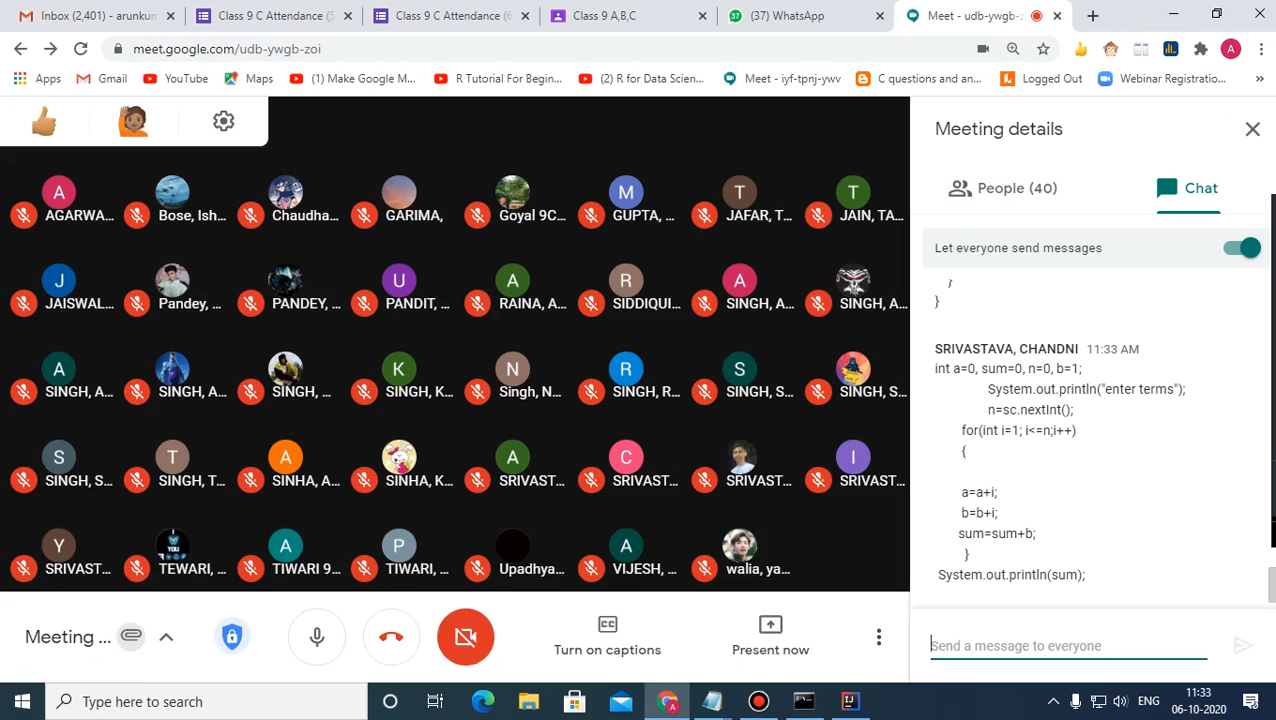 Inbox (2,401) - arunkum
Class 9 C Attendance (5
Class 9 C Attendance (6
Class 9 A,B,C
37
(37) WhatsApp
Meet - udb-ywgb-z
meet.google.com/udb-ywgb-zoi
A
Apps
Gmail
YouTube
Maps
(1) Make Google M...
R Tutorial For Begin...
(2) R for Data Scien...
Meet - iyf-tpnj-ywv
C questions and an...
Logged Out
Webinar Registratio...
»
Meeting details
People (40)
Chat
Let everyone send messages
A
AGARWA...
Bose, Ish...
Chaudha...
GARIMA,
Goyal 9C...
M
GUPTA, ...
T
JAFAR, T...
T
JAIN, TA...
J
JAISWAL...
Pandey, ...
PANDEY, ...
U
PANDIT, ...
A
RAINA, A...
R
SIDDIQUI...
A
SINGH, A...
SINGH, A...
A
SINGH, A...
SINGH, A...
SINGH, ...
K
SINGH, K...
N
Singh, N...
R
SINGH, R...
S
SINGH, S...
SINGH, S...
S
SINGH, S...
T
SINGH, T...
A
SINHA, A...
SINHA, K...
A
SRIVAST...
C
SRIVAST...
SRIVAST...
I
SRIVAST...
Y
SRIVAST...
TEWARI, ...
A
TIWARI 9...
P
TIWARI, ...
Upadhya...
A
VIJESH, ...
walia, ya...
}
}
SRIVASTAVA, CHANDNI 11:33 AM
int a=0, sum=0, n=0, b=1;
System.out.println("enter terms");
n=sc.nextInt();
for(int i=1; i<=n;i++)
{
a=a+i;
b=b+i;
sum=sum+b;
}
System.out.println(sum);
Send a message to everyone
Meeting ...
Turn on captions
Present now
Type here to search
ENG
11:33
06-10-2020